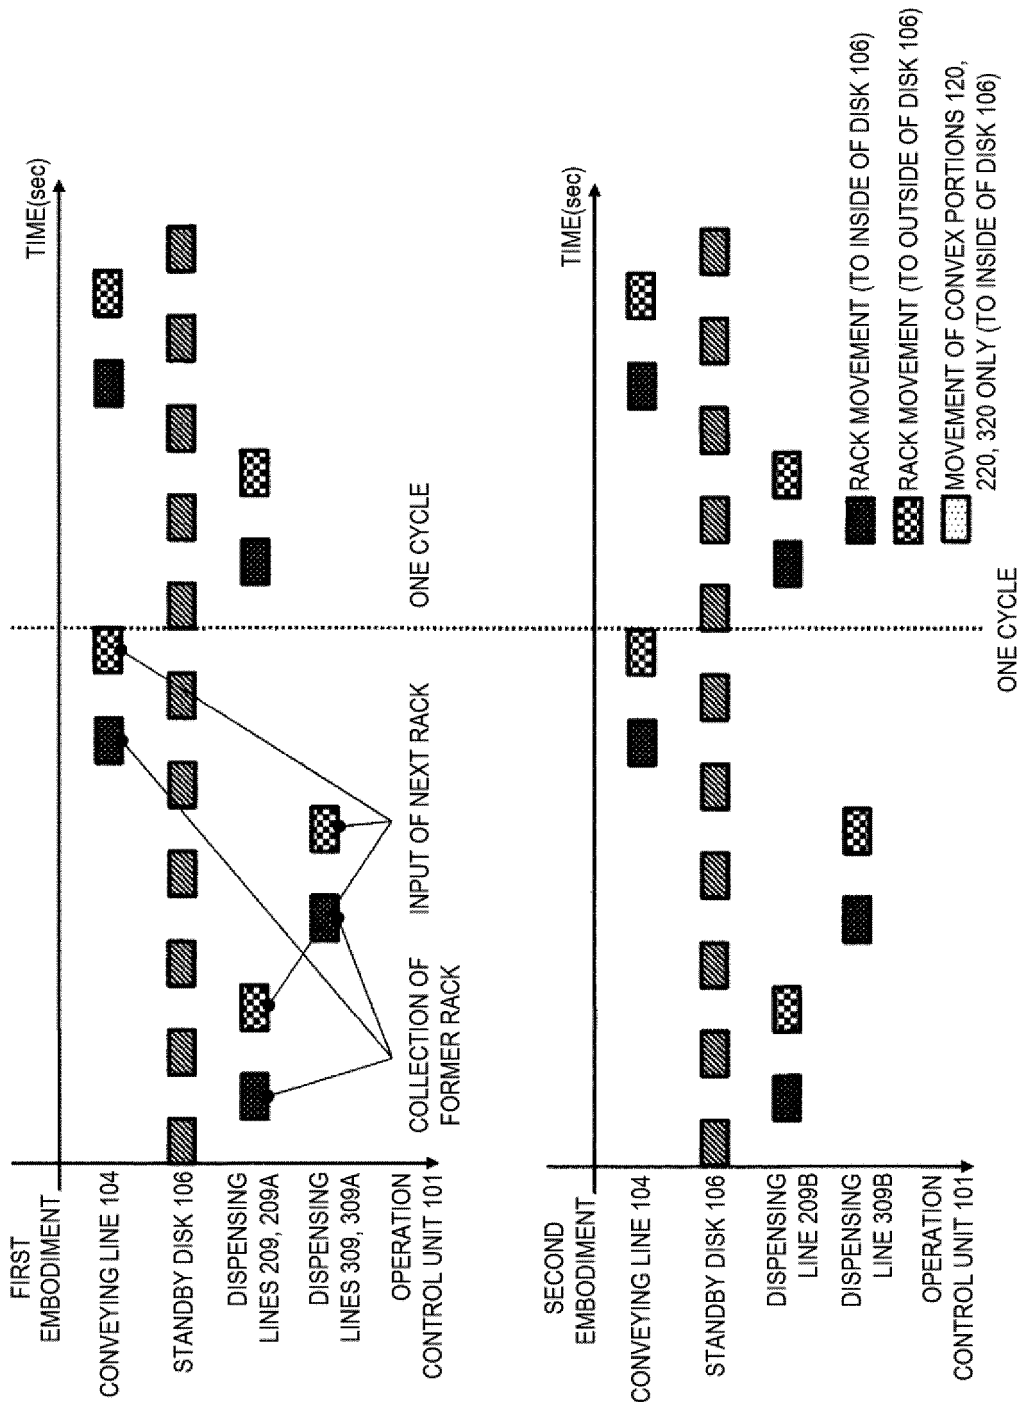 FIRST
EMBODIMENT
TIME(sec)
CONVEYING LINE 104
STANDBY DISK 106
DISPENSING
LINES 209, 209A
DISPENSING
LINES 309, 309A
OPERATION
CONTROL UNIT 101
COLLECTION OF
FORMER RACK
INPUT OF NEXT RACK
ONE CYCLE
SECOND
EMBODIMENT
TIME(sec)
CONVEYING LINE 104
STANDBY DISK 106
DISPENSING
LINE 209B
DISPENSING
LINE 309B
OPERATION
CONTROL UNIT 101
ONE CYCLE
RACK MOVEMENT (TO INSIDE OF DISK 106)
RACK MOVEMENT (TO OUTSIDE OF DISK 106)
MOVEMENT OF CONVEX PORTIONS 120,
220, 320 ONLY (TO INSIDE OF DISK 106)